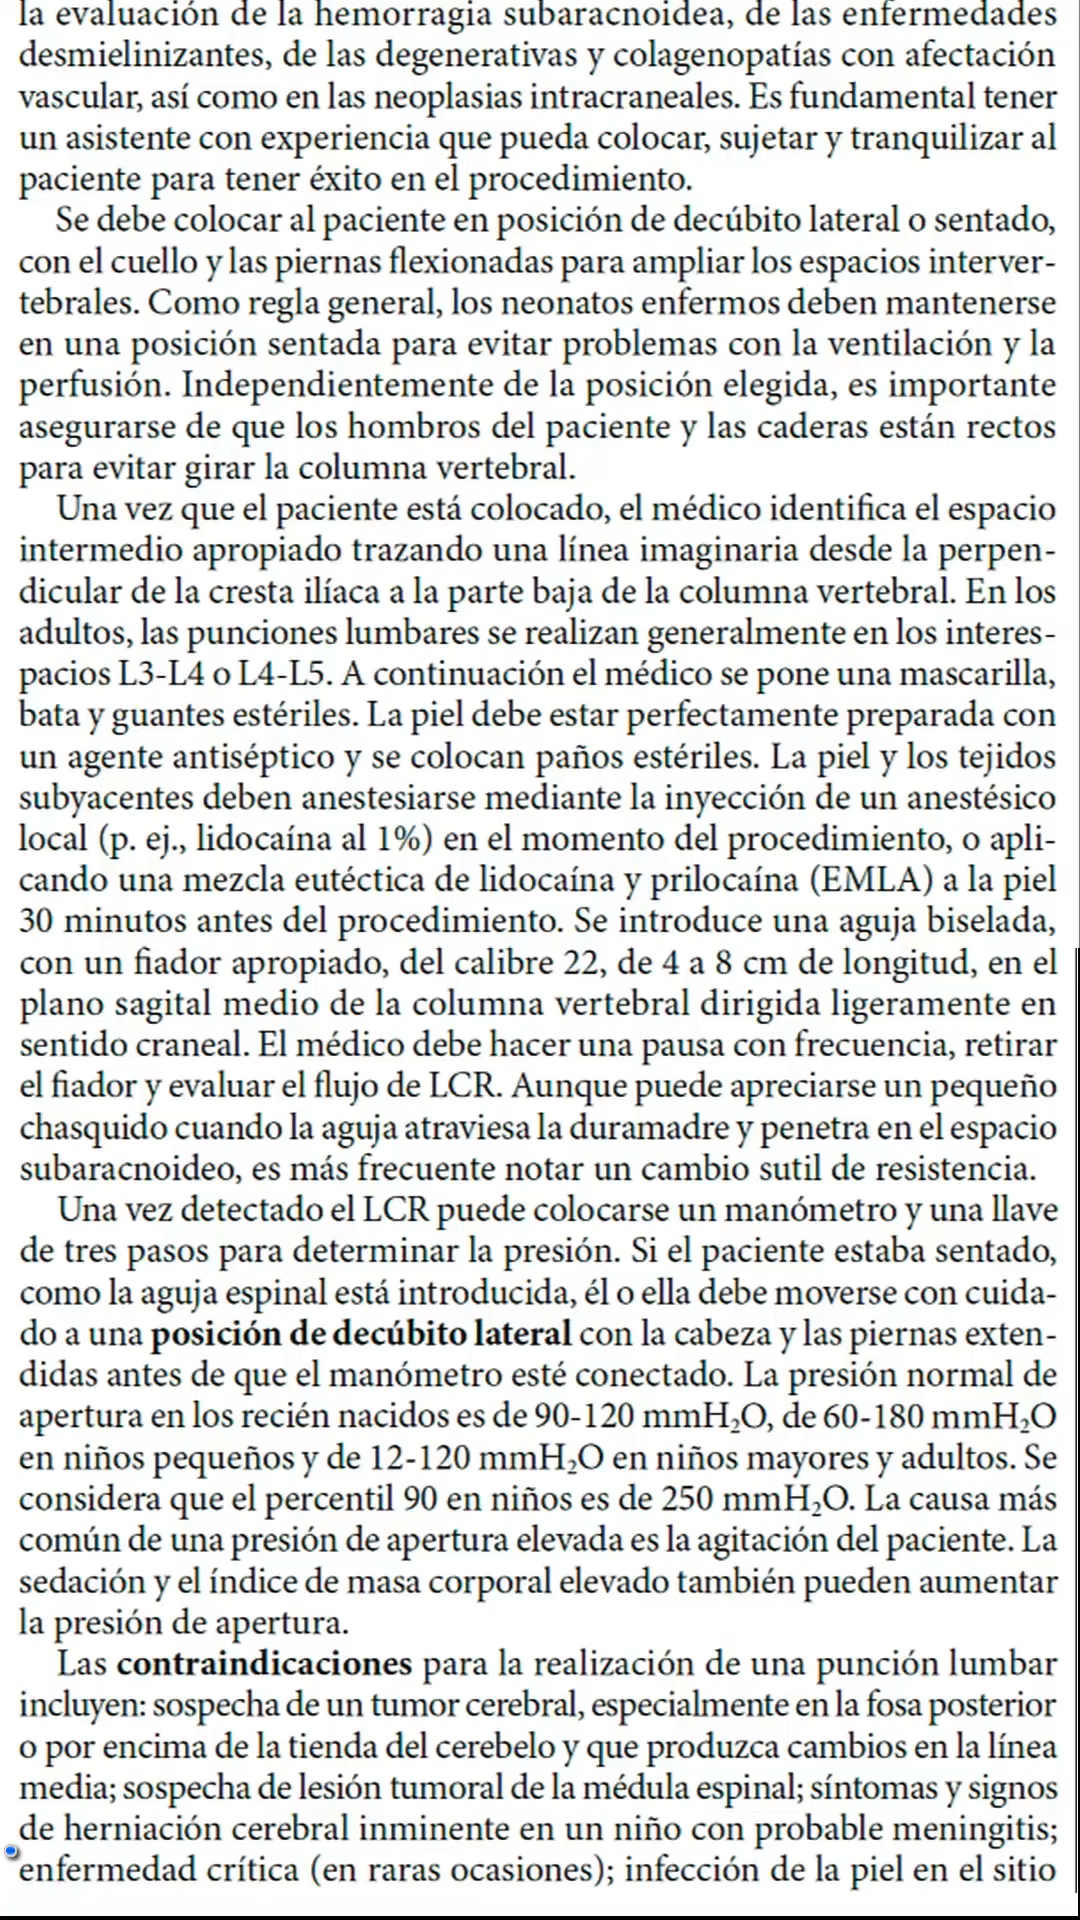 la evaluación de la hemorragia subaracnoidea, de las enfermedades
desmielinizantes, de las degenerativas y colagenopatías con afectación
vascular, así como en las neoplasias intracraneales. Es fundamental tener
un asistente con experiencia que pueda colocar, sujetar y tranquilizar al
paciente para tener éxito en el procedimiento.
Se debe colocar al paciente en posición de decúbito lateral o sentado,
con el cuello y las piernas flexionadas para ampliar los espacios interver-
tebrales. Como regla general, los neonatos enfermos deben mantenerse
en una posición sentada para evitar problemas con la ventilación y la
perfusión. Independientemente de la posición elegida, es importante
asegurarse de que los hombros del paciente y las caderas están rectos
para evitar girar la columna vertebral.
Una vez que el paciente está colocado, el médico identifica el espacio
intermedio apropiado trazando una línea imaginaria desde la perpen-
dicular de la cresta ilíaca a la parte baja de la columna vertebral. En los
adultos, las punciones lumbares se realizan generalmente en los interes-
pacios L3-L4 o L4-L5. A continuación el médico se pone una mascarilla,
bata y guantes estériles. La piel debe estar perfectamente preparada con
un agente antiséptico y se colocan paños estériles. La piel y los tejidos
subyacentes deben anestesiarse mediante la inyección de un anestésico
local (p. ej., lidocaína al 1%) en el momento del procedimiento, o apli-
cando una mezcla eutéctica de lidocaína y prilocaína (EMLA) a la piel
30 minutos antes del procedimiento. Se introduce una aguja biselada,
con un fiador apropiado, del calibre 22, de 4 a 8 cm de longitud, en el
plano sagital medio de la columna vertebral dirigida ligeramente en
sentido craneal. El médico debe hacer una pausa con frecuencia, retirar
el fiador y evaluar el flujo de LCR. Aunque puede apreciarse un pequeño
chasquido cuando la aguja atraviesa la duramadre y penetra en el espacio
subaracnoideo, es más frecuente notar un cambio sutil de resistencia.
Una vez detectado el LCR puede colocarse un manómetro y una llave
de tres pasos para determinar la presión. Si el paciente estaba sentado,
como la aguja espinal está introducida, él o ella debe moverse con cuida-
do a una posición de decúbito lateral con la cabeza y las piernas exten-
didas antes de que el manómetro esté conectado. La presión normal de
apertura en los recién nacidos es de 90-120 mmH₂O, de 60-180 mmH₂O
en niños pequeños y de 12-120 mmH₂O en niños mayores y adultos. Se
considera que el percentil 90 en niños es de 250 mmH₂O. La causa más
común de una presión de apertura elevada es la agitación del paciente. La
sedación y el índice de masa corporal elevado también pueden aumentar
la presión de apertura.
Las contraindicaciones para la realización de una punción lumbar
incluyen: sospecha de un tumor cerebral, especialmente en la fosa posterior
o por encima de la tienda del cerebelo y que produzca cambios en la línea
media; sospecha de lesión tumoral de la médula espinal; síntomas y signos
de herniación cerebral inminente en un niño con probable meningitis;
enfermedad crítica (en raras ocasiones); infección de la piel en el sitio